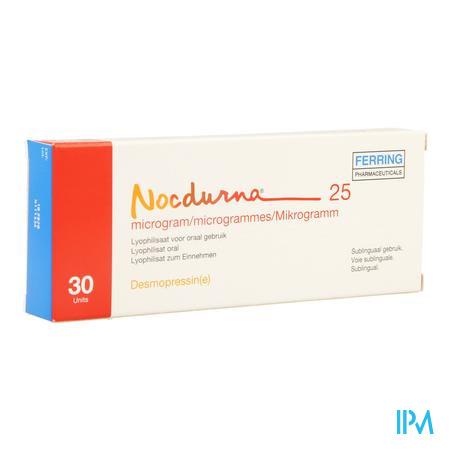 Nocdurna® 25
microgram/microgrammes/Mikrogramm
Lyophilisaat voor oraal gebruik
Lyophilisat oral
Lyophilisat zum Einnehmen
Desmopressin(e)
FERRING
PHARMACEUTICALS
Sublinguaal gebruik.
Voie sublinguale.
Sublingual.
30
Units
IPM